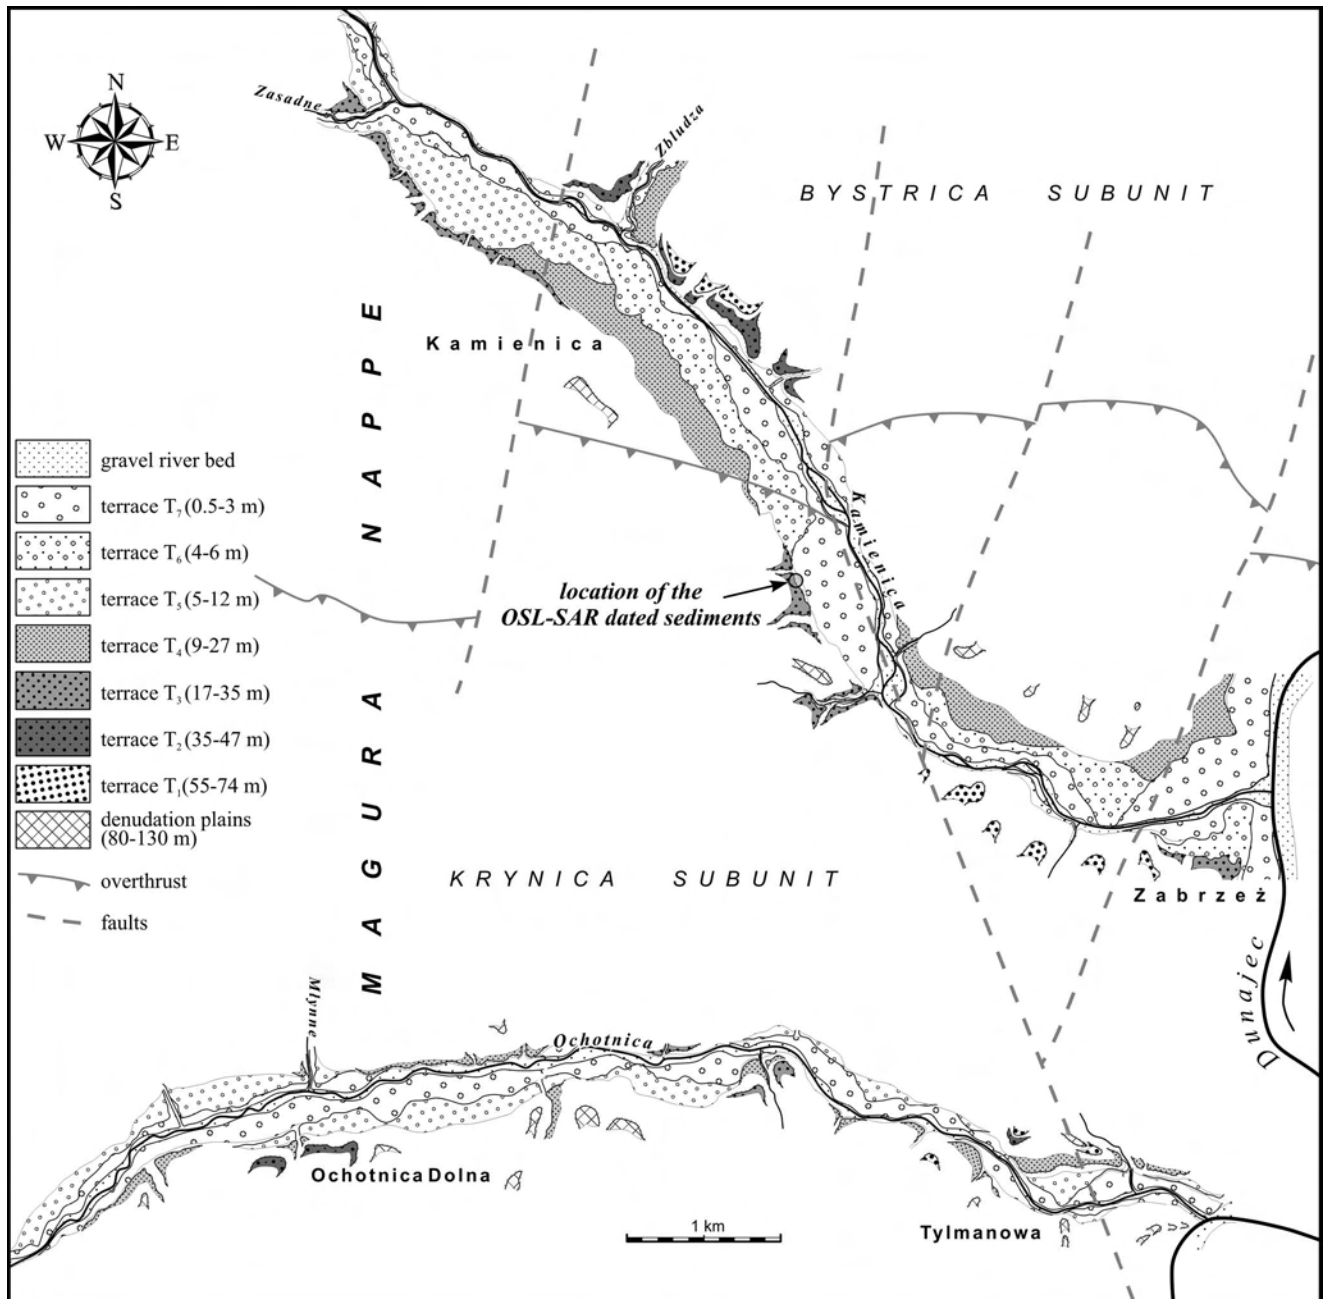 N
W E
S
Zasadne
Zbludza
BYSTRICA SUBUNIT
Kamienica
MAGURA NAPPE
gravel river bed
terrace T₇ (0.5-3 m)
terrace T₆ (4-6 m)
terrace T₅ (5-12 m)
terrace T₄ (9-27 m)
terrace T₃ (17-35 m)
terrace T₂ (35-47 m)
terrace T₁ (55-74 m)
denudation plains
(80-130 m)
overthrust
faults
Kamienica
location of the
OSL-SAR dated sediments
KRYNICA SUBUNIT
Zabrzeż
Dunajec
Młynne
Ochotnica
Ochotnica Dolna
1 km
Tylmanowa